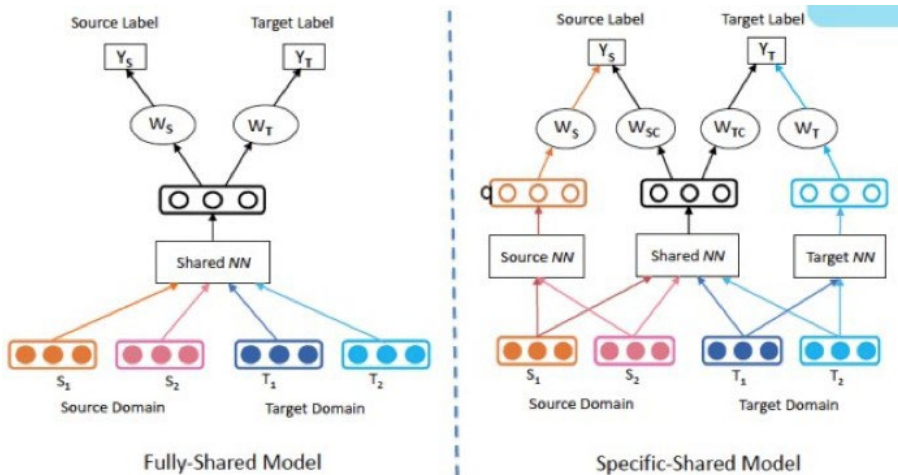 Source Label
Target Label
Y_S
Y_T
W_S
W_T
Shared NN
S_1
S_2
T_1
T_2
Source Domain
Target Domain
Fully-Shared Model
Source Label
Target Label
Y_S
Y_T
W_S
W_SC
W_TC
W_T
q
Source NN
Shared NN
Target NN
S_1
S_2
T_1
T_2
Source Domain
Target Domain
Specific-Shared Model